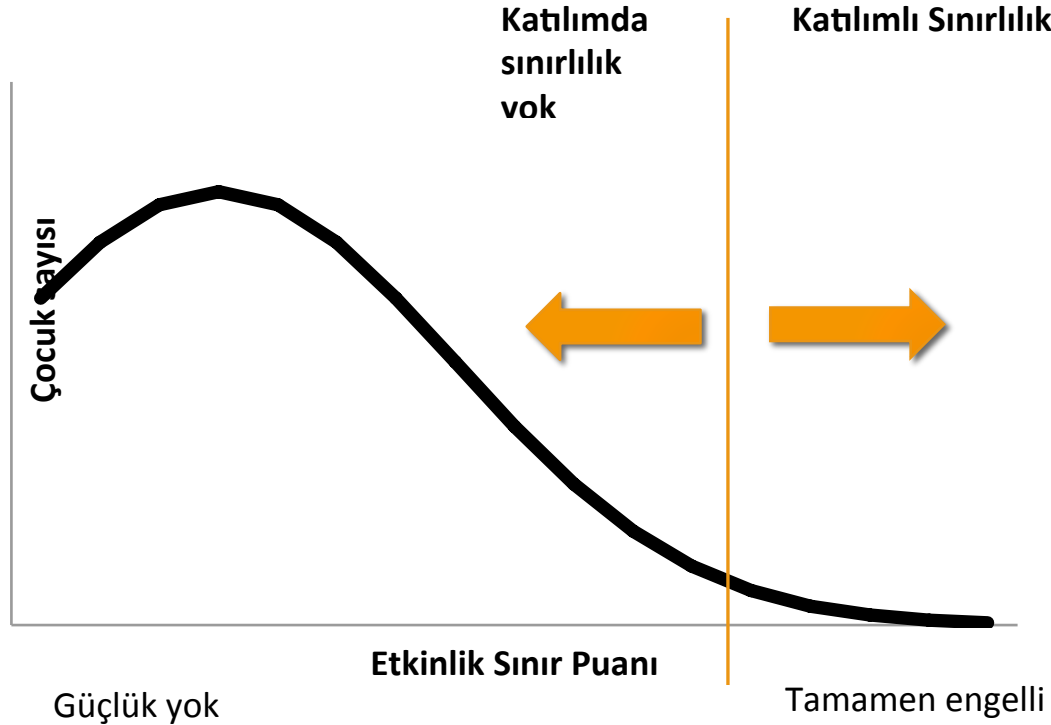 Katılımda
sınırlılık
yok
Katılımlı Sınırlılık
Çocuk sayısı
Etkinlik Sınır Puanı
Güçlük yok
Tamamen engelli